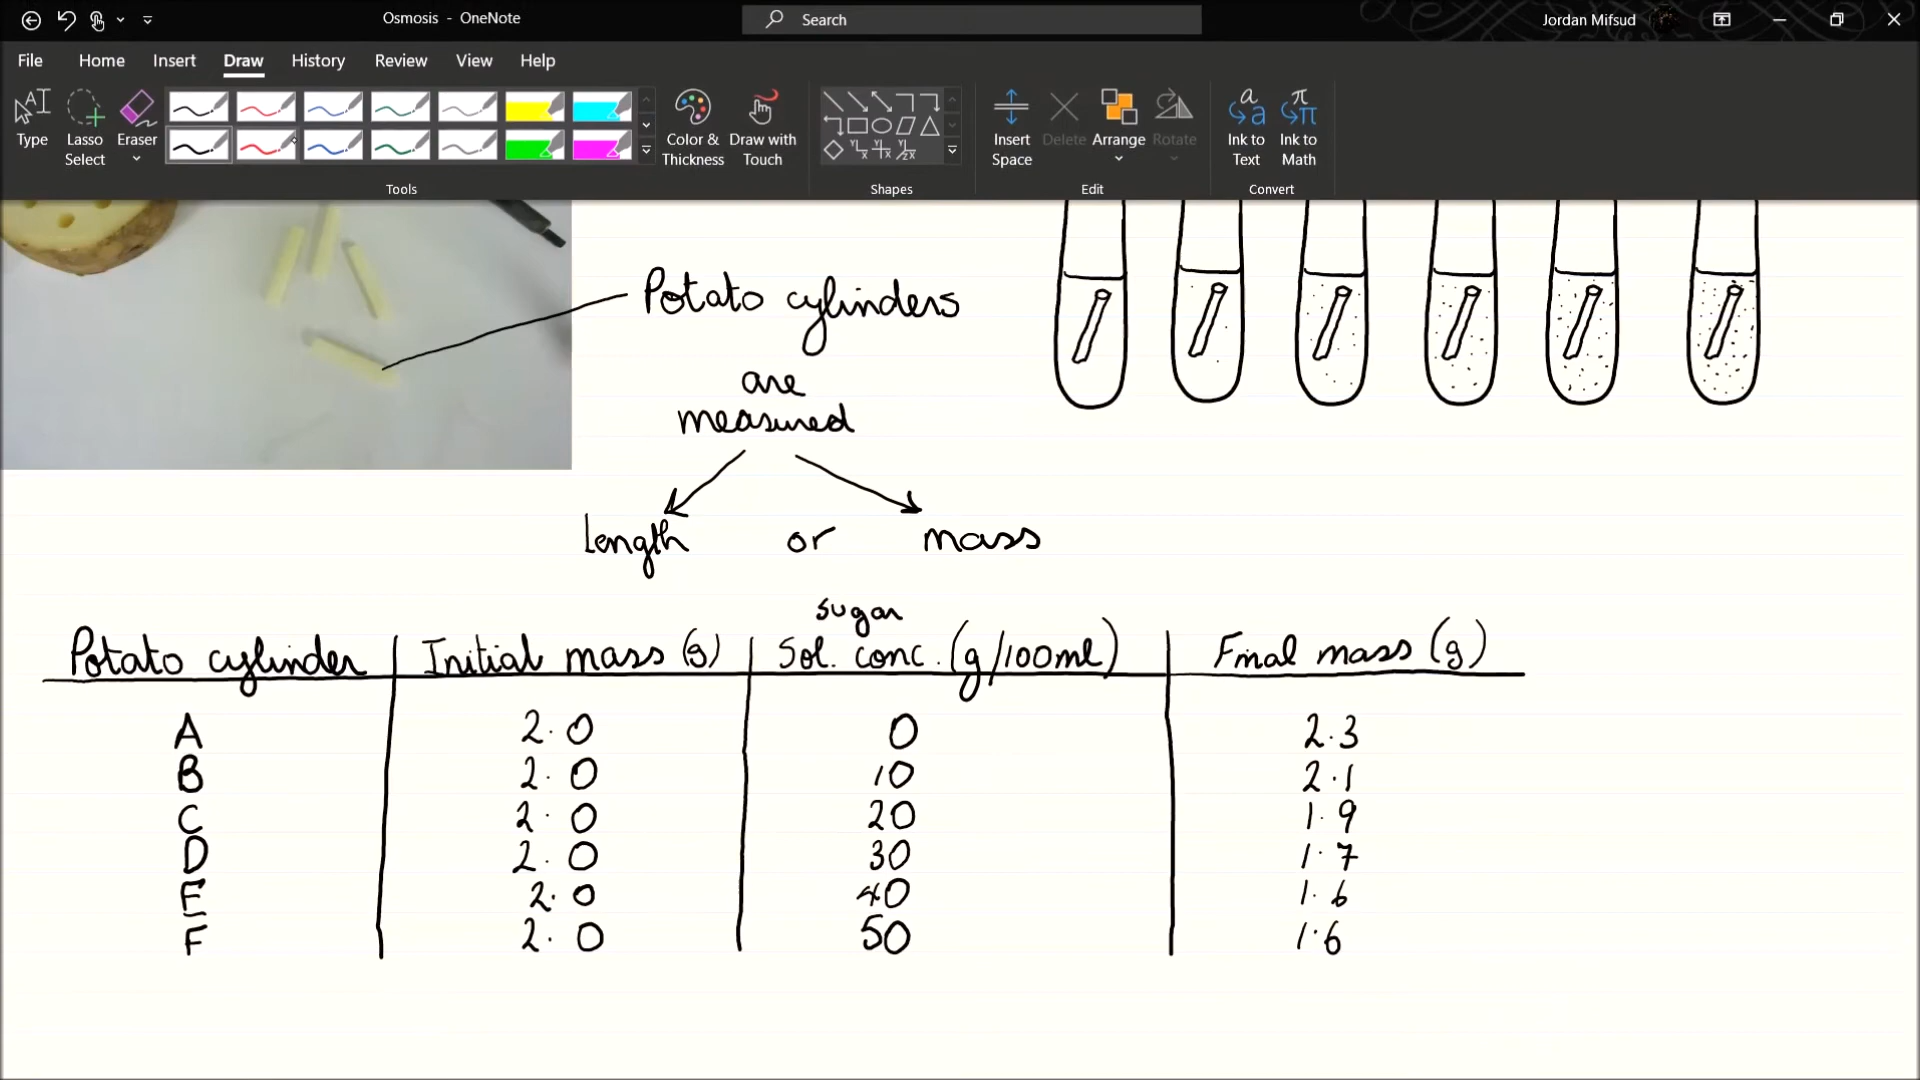 Osmosis - OneNote
Search
Jordan Mifsud
File Home Insert Draw History Review View Help
Type
Lasso Select
Eraser
Color & Thickness
Draw with Touch
Insert Space
Delete
Arrange
Rotate
Ink to Text
Ink to Math
Tools
Shapes
Edit
Convert
Potato cylinders
are
measured
length or mass
sugar
Potato cylinder Initial mass (g) Sol. conc. (g/100ml) Final mass (g)
A 2.0 0 2.3
B 2.0 10 2.1
C 2.0 20 1.9
D 2.0 30 1.7
E 2.0 40 1.6
F 2.0 50 1.6